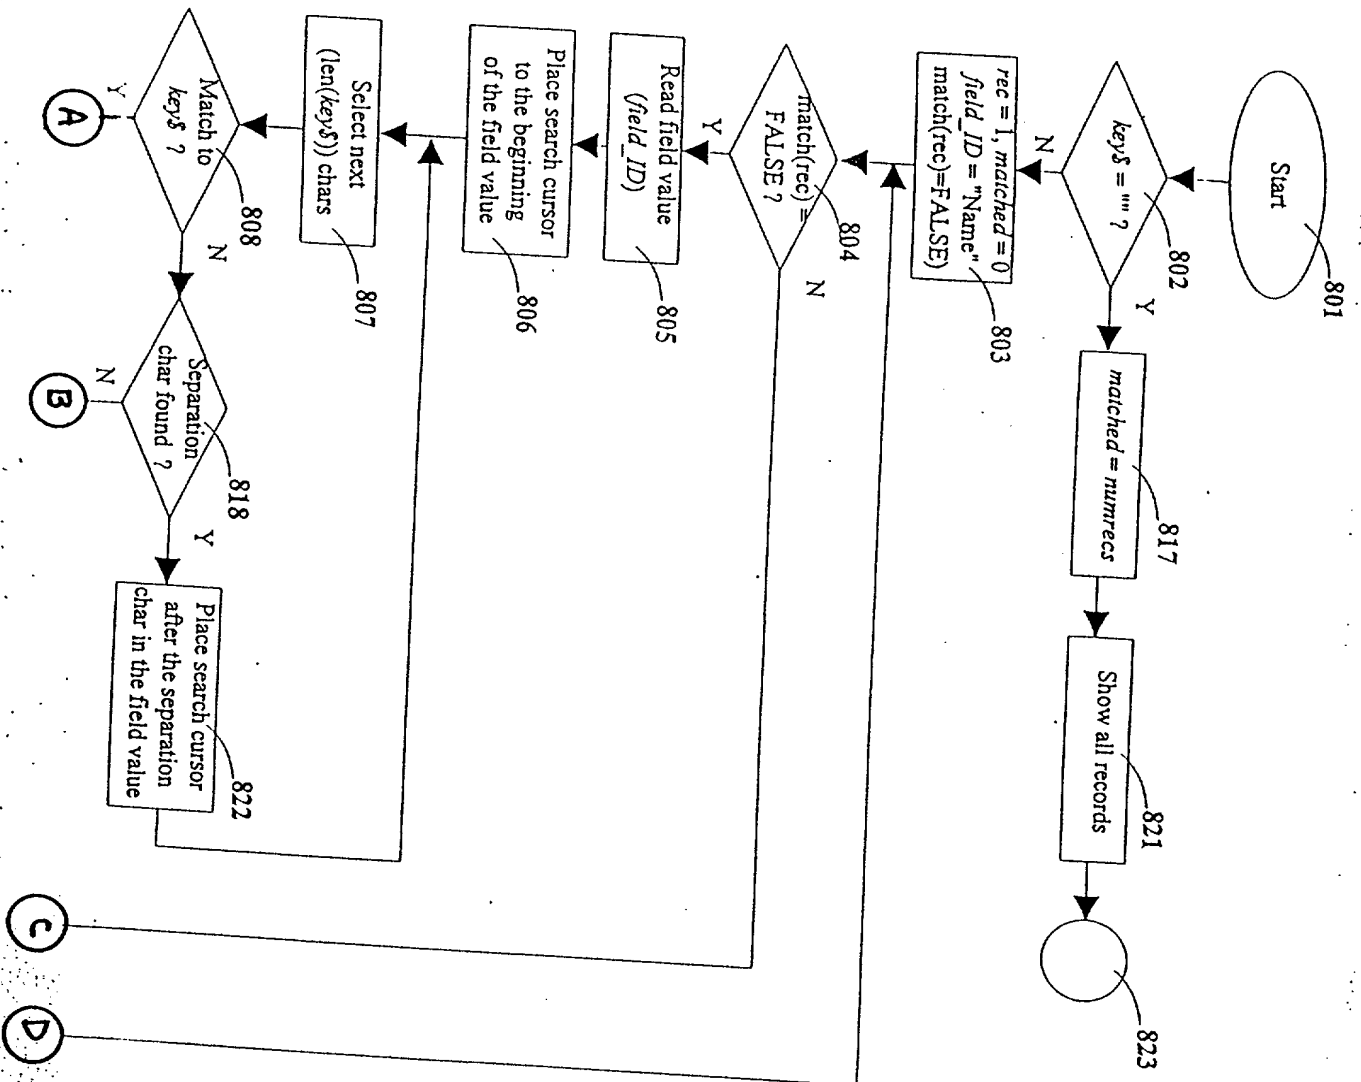 Start
801
key$ = "" ?
802
N
Y
matched = numrecs
817
Show all records
821
823
rec = 1, matched = 0
field_ID = "Name"
match(rec)=FALSE)
803
match(rec) =
FALSE ?
804
Y
N
Read field value
(field_ID)
805
Place search cursor
to the beginning
of the field value
806
Select next
(len(key$)) chars
807
Match to
key$ ?
808
Y
N
A
Separation
char found ?
818
N
Y
B
Place search cursor
after the separation
char in the field value
822
C
D